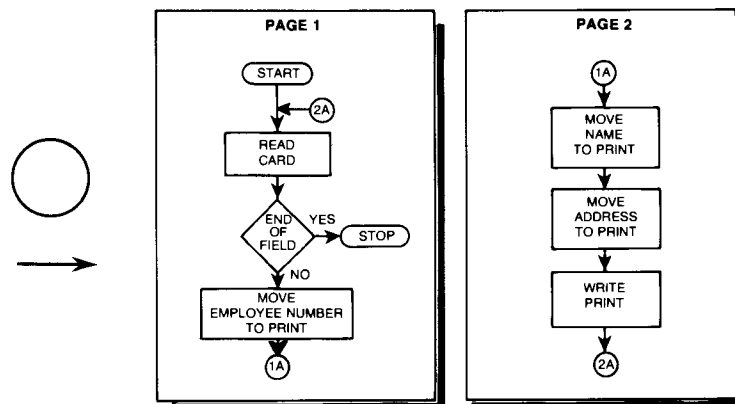 PAGE 1
START
2A
READ
CARD
END
OF
FIELD
YES
STOP
NO
MOVE
EMPLOYEE NUMBER
TO PRINT
1A
PAGE 2
1A
MOVE
NAME
TO PRINT
MOVE
ADDRESS
TO PRINT
WRITE
PRINT
2A